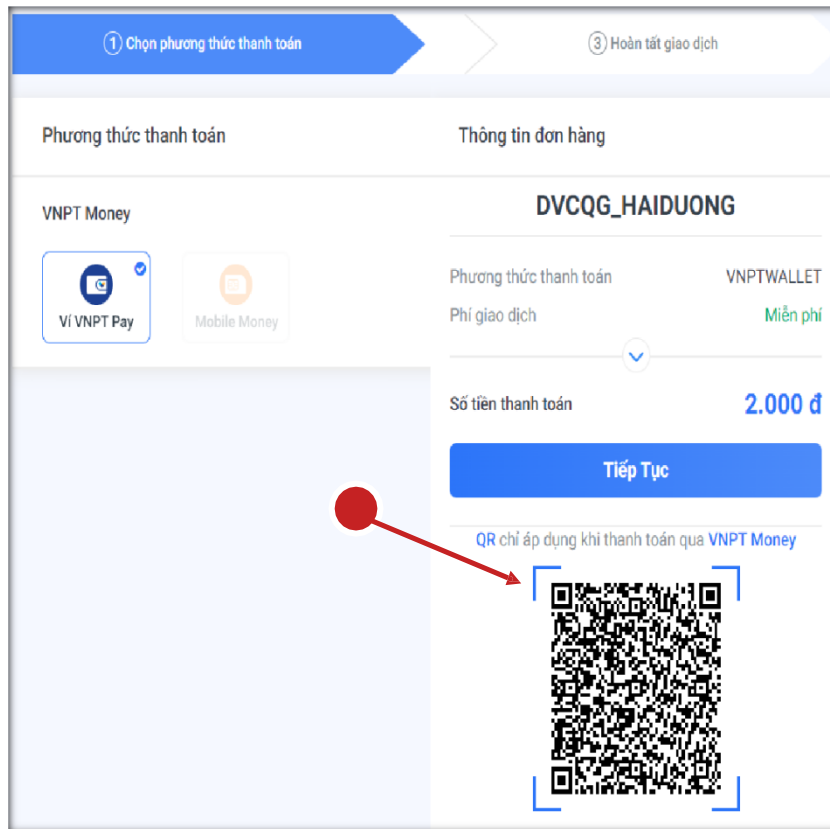 1 Chọn phương thức thanh toán
3 Hoàn tất giao dịch
Phương thức thanh toán
VNPT Money
Ví VNPT Pay
Mobile Money
Thông tin đơn hàng
DVCQG_HAIDUONG
Phương thức thanh toán VNPTWALLET
Phí giao dịch Miễn phí
Số tiền thanh toán 2.000 đ
Tiếp Tục
QR chỉ áp dụng khi thanh toán qua VNPT Money